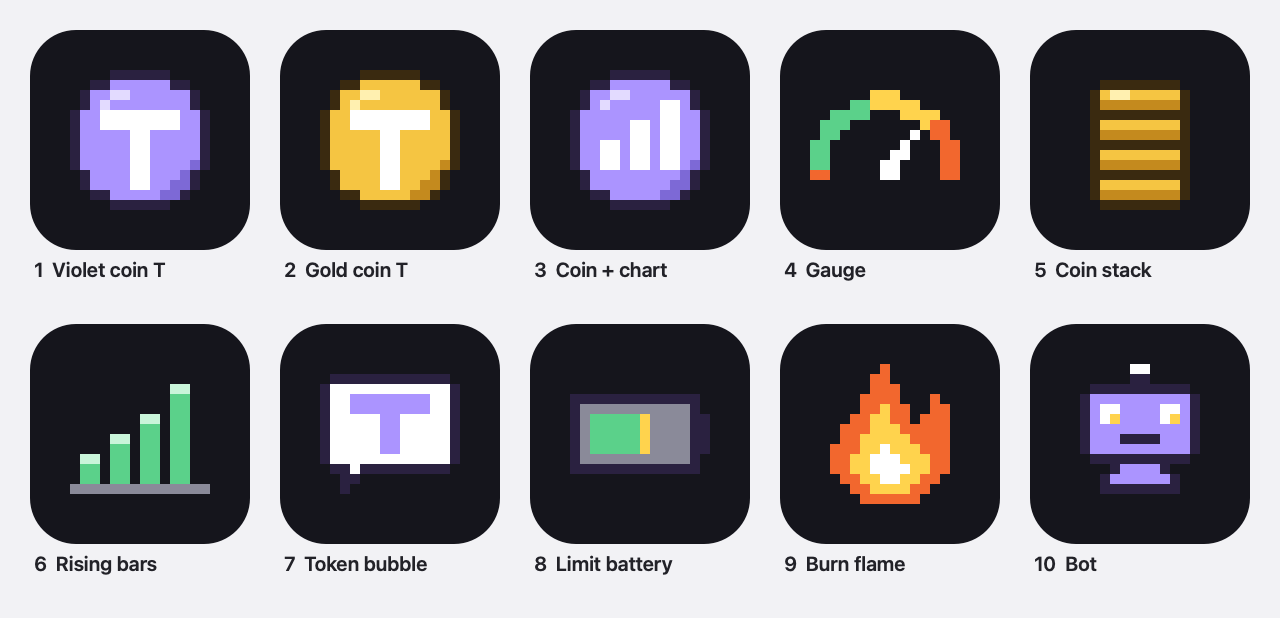 T
T
1 Violet coin T
2 Gold coin T
3 Coin + chart
4 Gauge
5 Coin stack
T
6 Rising bars
7 Token bubble
8 Limit battery
9 Burn flame
10 Bot